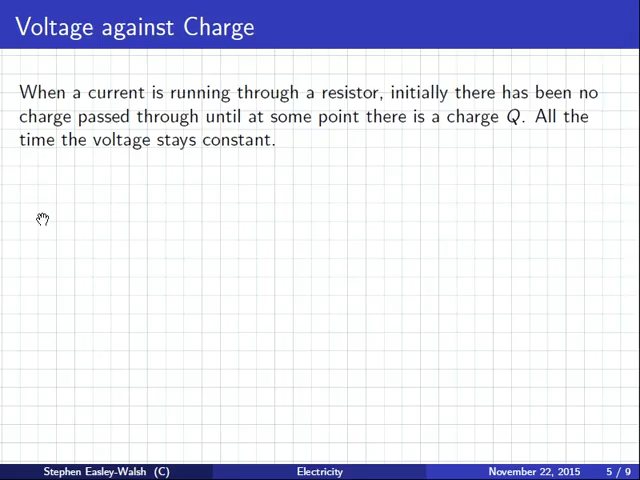 Voltage against Charge
When a current is running through a resistor, initially there has been no
charge passed through until at some point there is a charge Q. All the
time the voltage stays constant.
Stephen Easley-Walsh (C) Electricity November 22, 2015 5 / 9